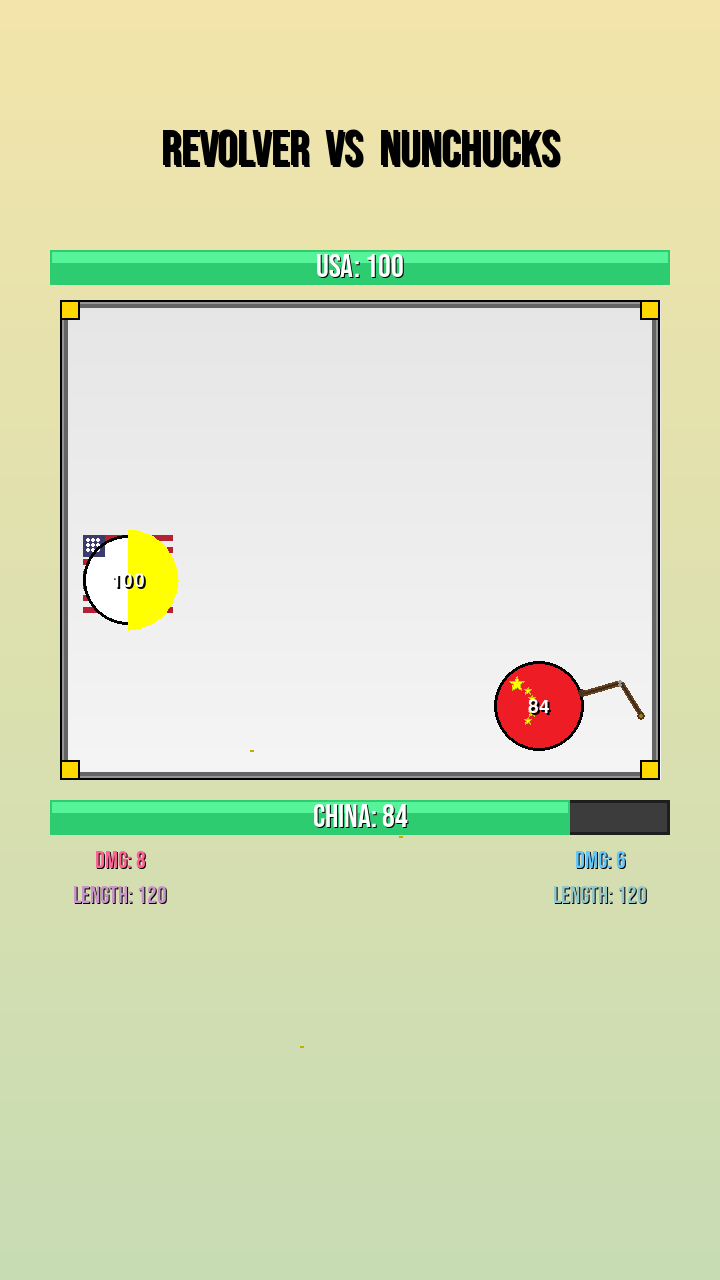 REVOLVER VS NUNCHUCKS
USA: 100
100
84
CHINA: 84
DMG: 8
DMG: 6
LENGTH: 120
LENGTH: 120